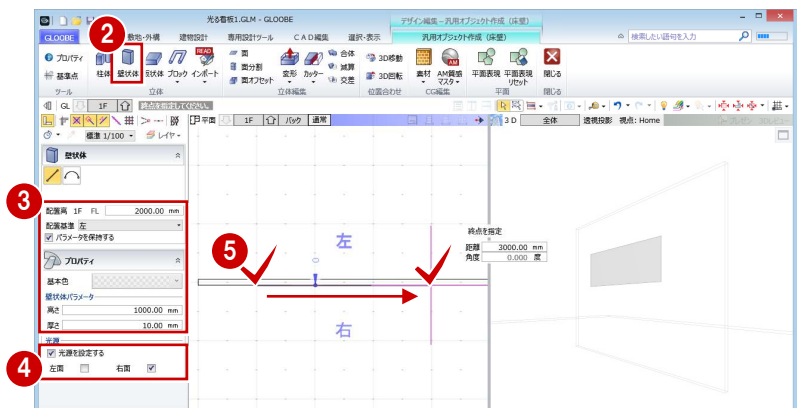 光る看板1.GLM - GLOOBE
デザイン編集 - 汎用オブジェクト作成 (床壁)
GLOOBE 敷地・外構 建物設計 専用設計ツール CAD編集 選択・表示 汎用オブジェクト作成 (床壁) 検索したい語句を入力
2
プロパティ 基準点 ツール
柱体 壁状体 板状体 ブロック インポート 立体
READ
面 面分割 面オフセット
変形 カッター 合体 減算 交差 立体編集
3D移動 3D回転 位置合わせ
素材 AM質感マスター CG編集
AM
平面表現 平面表現リセット 平面
閉じる 閉じる
GL 1F 始点を指定してください。
標準 1/100 レイヤ
平面 1F バック 通常
3D 全体 透視投影 視点: Home
壁状体
3
配置高 1F FL 2000.00 mm
配置基準 左
パラメータを保持する
プロパティ
基本色
壁状体パラメータ
高さ 1000.00 mm
厚さ 10.00 mm
光源
4
光源を設定する
左面 右面
左
5
右
終点を指定
距離 3000.00 mm
角度 0.000 度